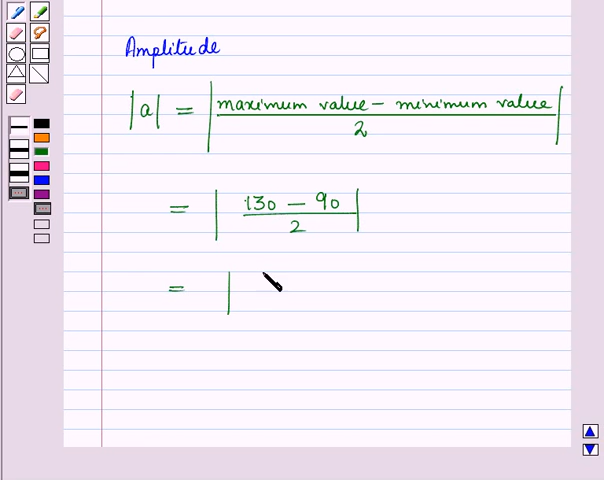 Amplitude
|a| = |maximum value - minimum value / 2|
= |130 - 90 / 2|
= |